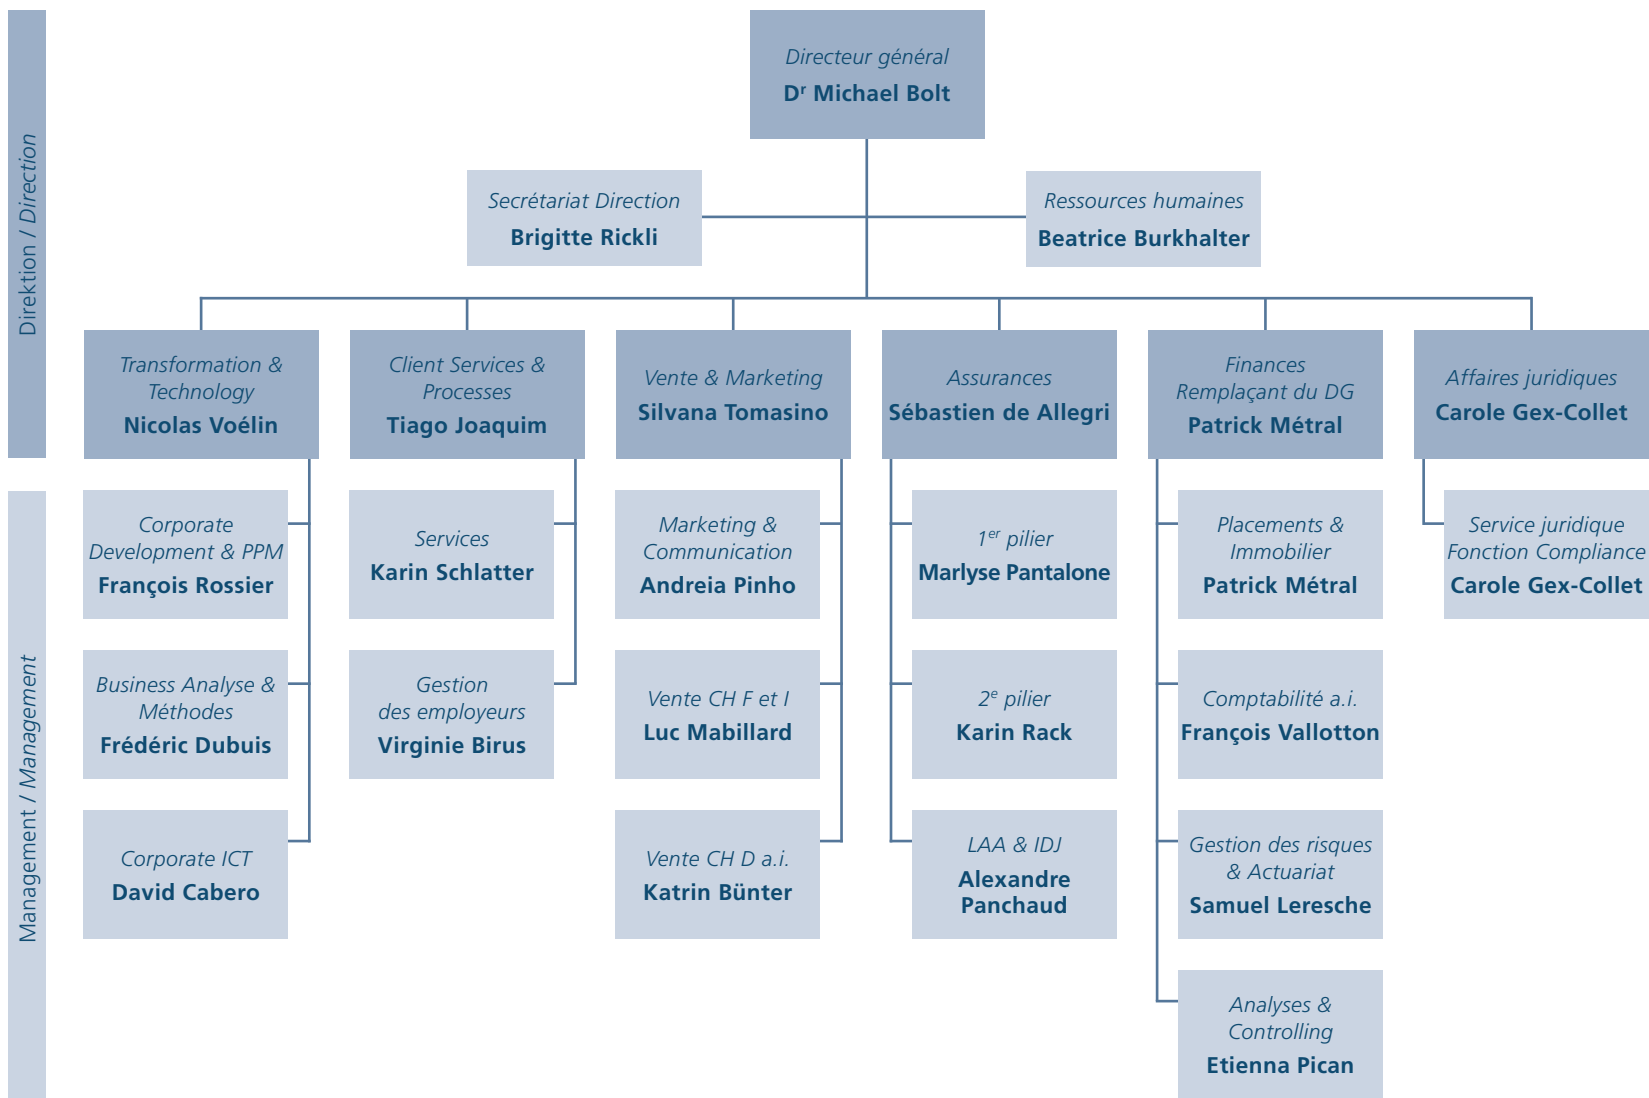 Direktion / Direction
Directeur général
Dr Michael Bolt
Secrétariat Direction
Brigitte Rickli
Ressources humaines
Beatrice Burkhalter
Transformation &
Technology
Nicolas Voélin
Client Services &
Processes
Tiago Joaquim
Vente & Marketing
Silvana Tomasino
Assurances
Sébastien de Allegri
Finances
Remplaçant du DG
Patrick Métral
Affaires juridiques
Carole Gex-Collet
Management / Management
Corporate
Development & PPM
François Rossier
Services
Karin Schlatter
Marketing &
Communication
Andreia Pinho
1er pilier
Marlyse Pantalone
Placements &
Immobilier
Patrick Métral
Service juridique
Fonction Compliance
Carole Gex-Collet
Business Analyse &
Méthodes
Frédéric Dubuis
Gestion
des employeurs
Virginie Birus
Vente CH F et I
Luc Mabillard
2e pilier
Karin Rack
Comptabilité a.i.
François Vallotton
Corporate ICT
David Cabero
Vente CH D a.i.
Katrin Bünter
LAA & IDJ
Alexandre
Panchaud
Gestion des risques
& Actuariat
Samuel Leresche
Analyses &
Controlling
Etienna Pican